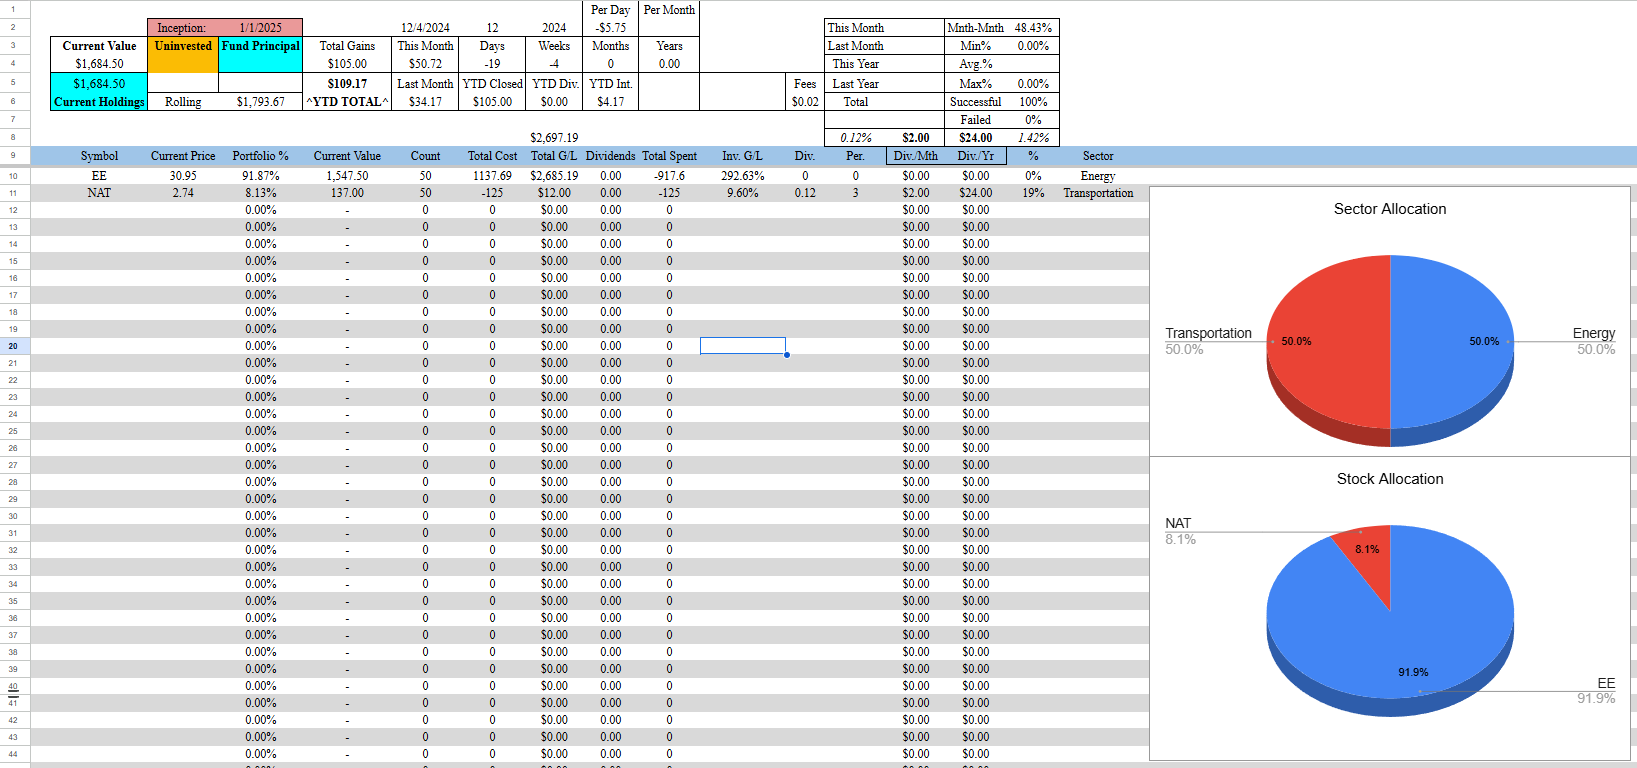 1 Per Day Per Month
2 Inception: 1/1/2025 12/4/2024 12 2024 -$5.75 This Month Mnth-Mnth 48.43%
3 Current Value Uninvested Fund Principal Total Gains This Month Days Weeks Months Years Last Month Min% 0.00%
4 $1,684.50 $105.00 $50.72 -19 -4 0 0.00 This Year Avg.%
5 $1,684.50 $109.17 Last Month YTD Closed YTD Div. YTD Int. Fees Last Year Max% 0.00%
6 Current Holdings Rolling $1,793.67 ^YTD TOTAL^ $34.17 $105.00 $0.00 $4.17 $0.02 Total Successful 100%
7 Failed 0%
8 $2,697.19 0.12% $2.00 $24.00 1.42%
9 Symbol Current Price Portfolio % Current Value Count Total Cost Total G/L Dividends Total Spent Inv. G/L Div. Per. Div./Mth Div./Yr % Sector
10 EE 30.95 91.87% 1,547.50 50 1137.69 $2,685.19 0.00 -917.6 292.63% 0 0 $0.00 $0.00 0% Energy
11 NAT 2.74 8.13% 137.00 50 -125 $12.00 0.00 -125 9.60% 0.12 3 $2.00 $24.00 19% Transportation
12 0.00% - 0 0 $0.00 0.00 0 $0.00 $0.00
13 0.00% - 0 0 $0.00 0.00 0 $0.00 $0.00
14 0.00% - 0 0 $0.00 0.00 0 $0.00 $0.00
15 0.00% - 0 0 $0.00 0.00 0 $0.00 $0.00
16 0.00% - 0 0 $0.00 0.00 0 $0.00 $0.00
17 0.00% - 0 0 $0.00 0.00 0 $0.00 $0.00
18 0.00% - 0 0 $0.00 0.00 0 $0.00 $0.00
19 0.00% - 0 0 $0.00 0.00 0 $0.00 $0.00
20 0.00% - 0 0 $0.00 0.00 0 $0.00 $0.00
21 0.00% - 0 0 $0.00 0.00 0 $0.00 $0.00
22 0.00% - 0 0 $0.00 0.00 0 $0.00 $0.00
23 0.00% - 0 0 $0.00 0.00 0 $0.00 $0.00
24 0.00% - 0 0 $0.00 0.00 0 $0.00 $0.00
25 0.00% - 0 0 $0.00 0.00 0 $0.00 $0.00
26 0.00% - 0 0 $0.00 0.00 0 $0.00 $0.00
27 0.00% - 0 0 $0.00 0.00 0 $0.00 $0.00
28 0.00% - 0 0 $0.00 0.00 0 $0.00 $0.00
29 0.00% - 0 0 $0.00 0.00 0 $0.00 $0.00
30 0.00% - 0 0 $0.00 0.00 0 $0.00 $0.00
31 0.00% - 0 0 $0.00 0.00 0 $0.00 $0.00
32 0.00% - 0 0 $0.00 0.00 0 $0.00 $0.00
33 0.00% - 0 0 $0.00 0.00 0 $0.00 $0.00
34 0.00% - 0 0 $0.00 0.00 0 $0.00 $0.00
35 0.00% - 0 0 $0.00 0.00 0 $0.00 $0.00
36 0.00% - 0 0 $0.00 0.00 0 $0.00 $0.00
37 0.00% - 0 0 $0.00 0.00 0 $0.00 $0.00
38 0.00% - 0 0 $0.00 0.00 0 $0.00 $0.00
39 0.00% - 0 0 $0.00 0.00 0 $0.00 $0.00
40 0.00% - 0 0 $0.00 0.00 0 $0.00 $0.00
41 0.00% - 0 0 $0.00 0.00 0 $0.00 $0.00
42 0.00% - 0 0 $0.00 0.00 0 $0.00 $0.00
43 0.00% - 0 0 $0.00 0.00 0 $0.00 $0.00
44 0.00% - 0 0 $0.00 0.00 0 $0.00 $0.00
Sector Allocation
Transportation
50.0%
50.0%
50.0%
Energy
50.0%
Stock Allocation
NAT
8.1%
8.1%
91.9%
EE
91.9%